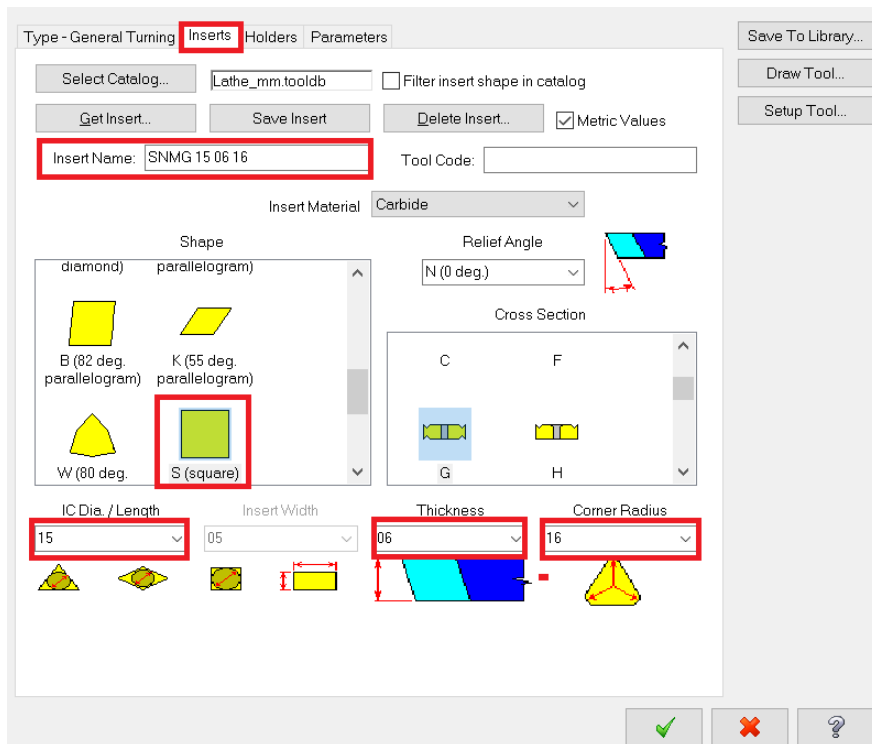 Type - General Turning Inserts Holders Parameters
Save To Library...
Select Catalog... Lathe_mm.tooldb Filter insert shape in catalog
Draw Tool...
Get Insert... Save Insert Delete Insert... Metric Values
Setup Tool...
Insert Name: SNMG 15 06 16 Tool Code:
Insert Material Carbide
Shape Relief Angle
diamond) parallelogram)
N (0 deg.)
Cross Section
B (82 deg. K (55 deg.
parallelogram) parallelogram)
C F
W (80 deg. S (square)
G H
IC Dia. / Length Insert Width Thickness Corner Radius
15 05 06 16